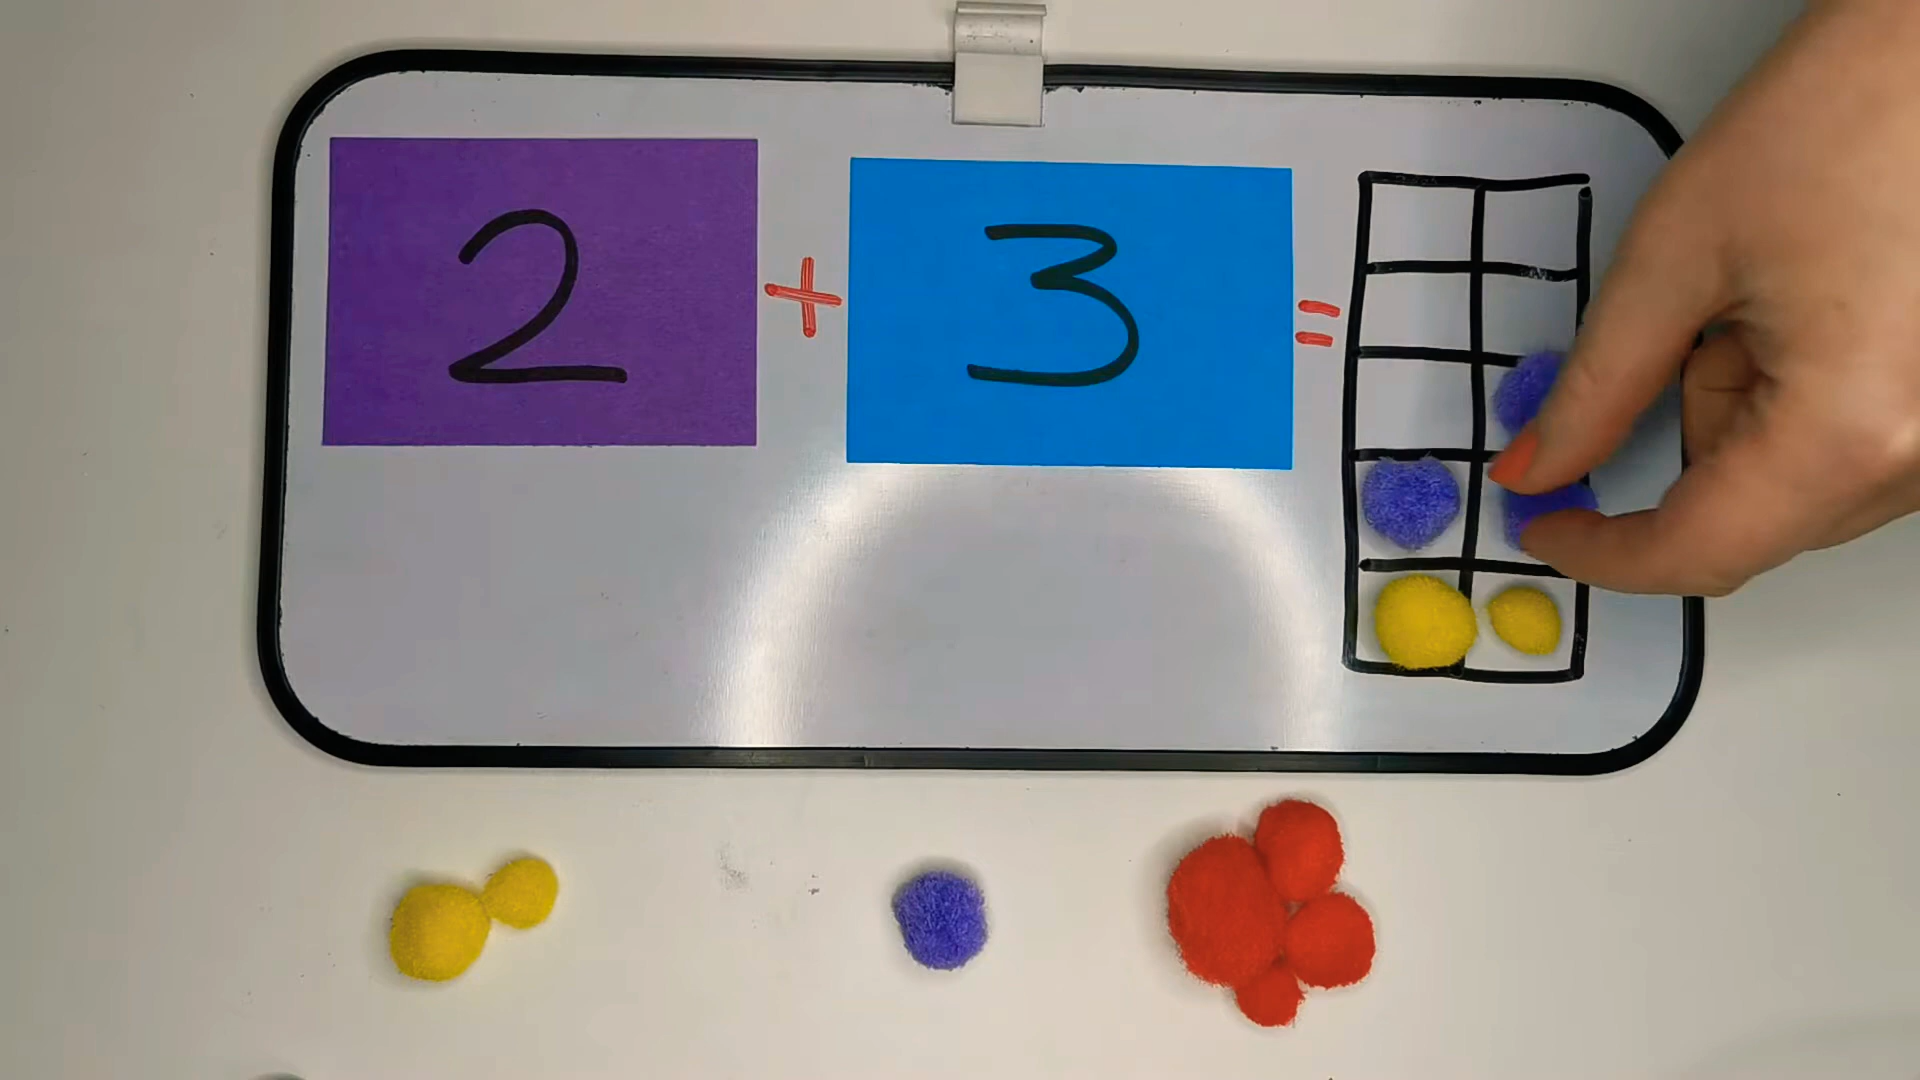 2 + 3 =